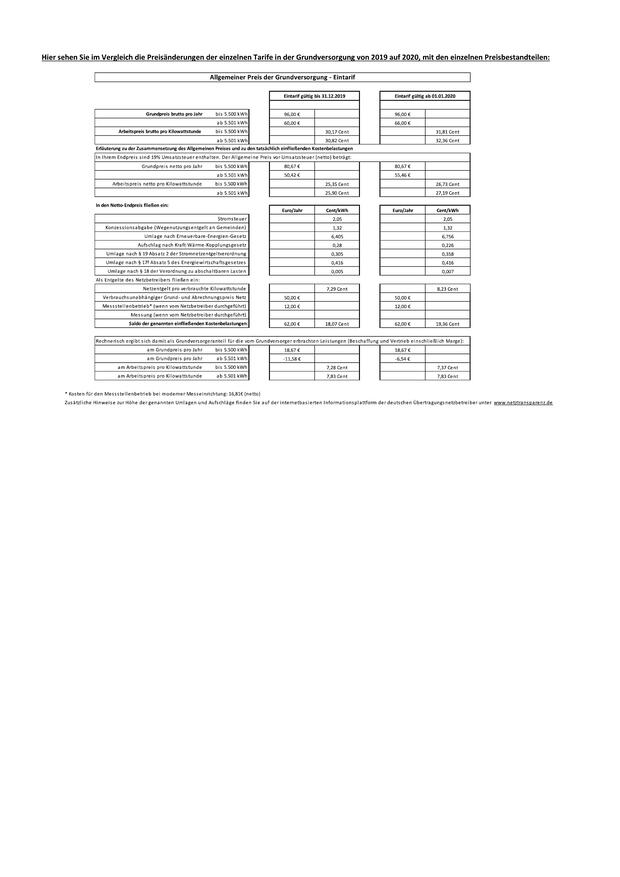 Hier sehen Sie im Vergleich die Preisänderungen der einzelnen Tarife in der Grundversorgung von 2019 auf 2020, mit den einzelnen Preisbestandteilen:
Allgemeiner Preis der Grundversorgung - Eintarif
Eintarif gültig bis 31.12.2019 Eintarif gültig ab 01.01.2020
Grundpreis brutto pro Jahr bis 5.500 kWh 96,00 € 96,00 €
ab 5.501 kWh 60,00 € 66,00 €
Arbeitspreis brutto pro Kilowattstunde bis 5.500 kWh 30,17 Cent 31,81 Cent
ab 5.501 kWh 30,82 Cent 32,36 Cent
Erläuterung zu der Zusammensetzung des Allgemeinen Preises und zu den tatsächlich einfließenden Kostenbelastungen
In Ihrem Endpreis sind 19% Umsatzsteuer enthalten. Der Allgemeine Preis vor Umsatzsteuer (netto) beträgt:
Grundpreis netto pro Jahr bis 5.500 kWh 80,67 € 80,67 €
ab 5.501 kWh 50,42 € 55,46 €
Arbeitspreis netto pro Kilowattstunde bis 5.500 kWh 25,35 Cent 26,73 Cent
ab 5.501 kWh 25,90 Cent 27,19 Cent
In den Netto-Endpreis fließen ein: Euro/Jahr Cent/kWh Euro/Jahr Cent/kWh
Stromsteuer 2,05 2,05
Konzessionsabgabe (Wegenutzungsentgelt an Gemeinden) 1,32 1,32
Umlage nach Erneuerbare-Energien-Gesetz 6,405 6,756
Aufschlag nach Kraft-Wärme-Kopplungsgesetz 0,28 0,226
Umlage nach § 19 Absatz 2 der Stromnetzentgeltverordnung 0,305 0,358
Umlage nach § 17f Absatz 5 des Energiewirtschaftsgesetzes 0,416 0,416
Umlage nach § 18 der Verordnung zu abschaltbaren Lasten 0,005 0,007
Als Entgelte des Netzbetreibers fließen ein:
Netzentgelt pro verbrauchte Kilowattstunde 7,29 Cent 8,23 Cent
Verbrauchsunabhängiger Grund- und Abrechnungspreis Netz 50,00 € 50,00 €
Messstellenbetrieb* (wenn vom Netzbetreiber durchgeführt) 12,00 € 12,00 €
Messung (wenn vom Netzbetreiber durchgeführt)
Saldo der genannten einfließenden Kostenbelastungen 62,00 € 18,07 Cent 62,00 € 19,36 Cent
Rechnerisch ergibt sich damit als Grundversorgeranteil für die vom Grundversorger erbrachten Leistungen (Beschaffung und Vertrieb einschließlich Marge):
am Grundpreis pro Jahr bis 5.500 kWh 18,67 € 18,67 €
am Grundpreis pro Jahr ab 5.501 kWh -11,58 € -6,54 €
am Arbeitspreis pro Kilowattstunde bis 5.500 kWh 7,28 Cent 7,37 Cent
am Arbeitspreis pro Kilowattstunde ab 5.501 kWh 7,83 Cent 7,83 Cent
* Kosten für den Messstellenbetrieb bei moderner Messeinrichtung: 16,81€ (netto)
Zusätzliche Hinweise zur Höhe der genannten Umlagen und Aufschläge finden Sie auf der internetbasierten Informationsplattform der deutschen Übertragungsnetzbetreiber unter www.netztransparenz.de